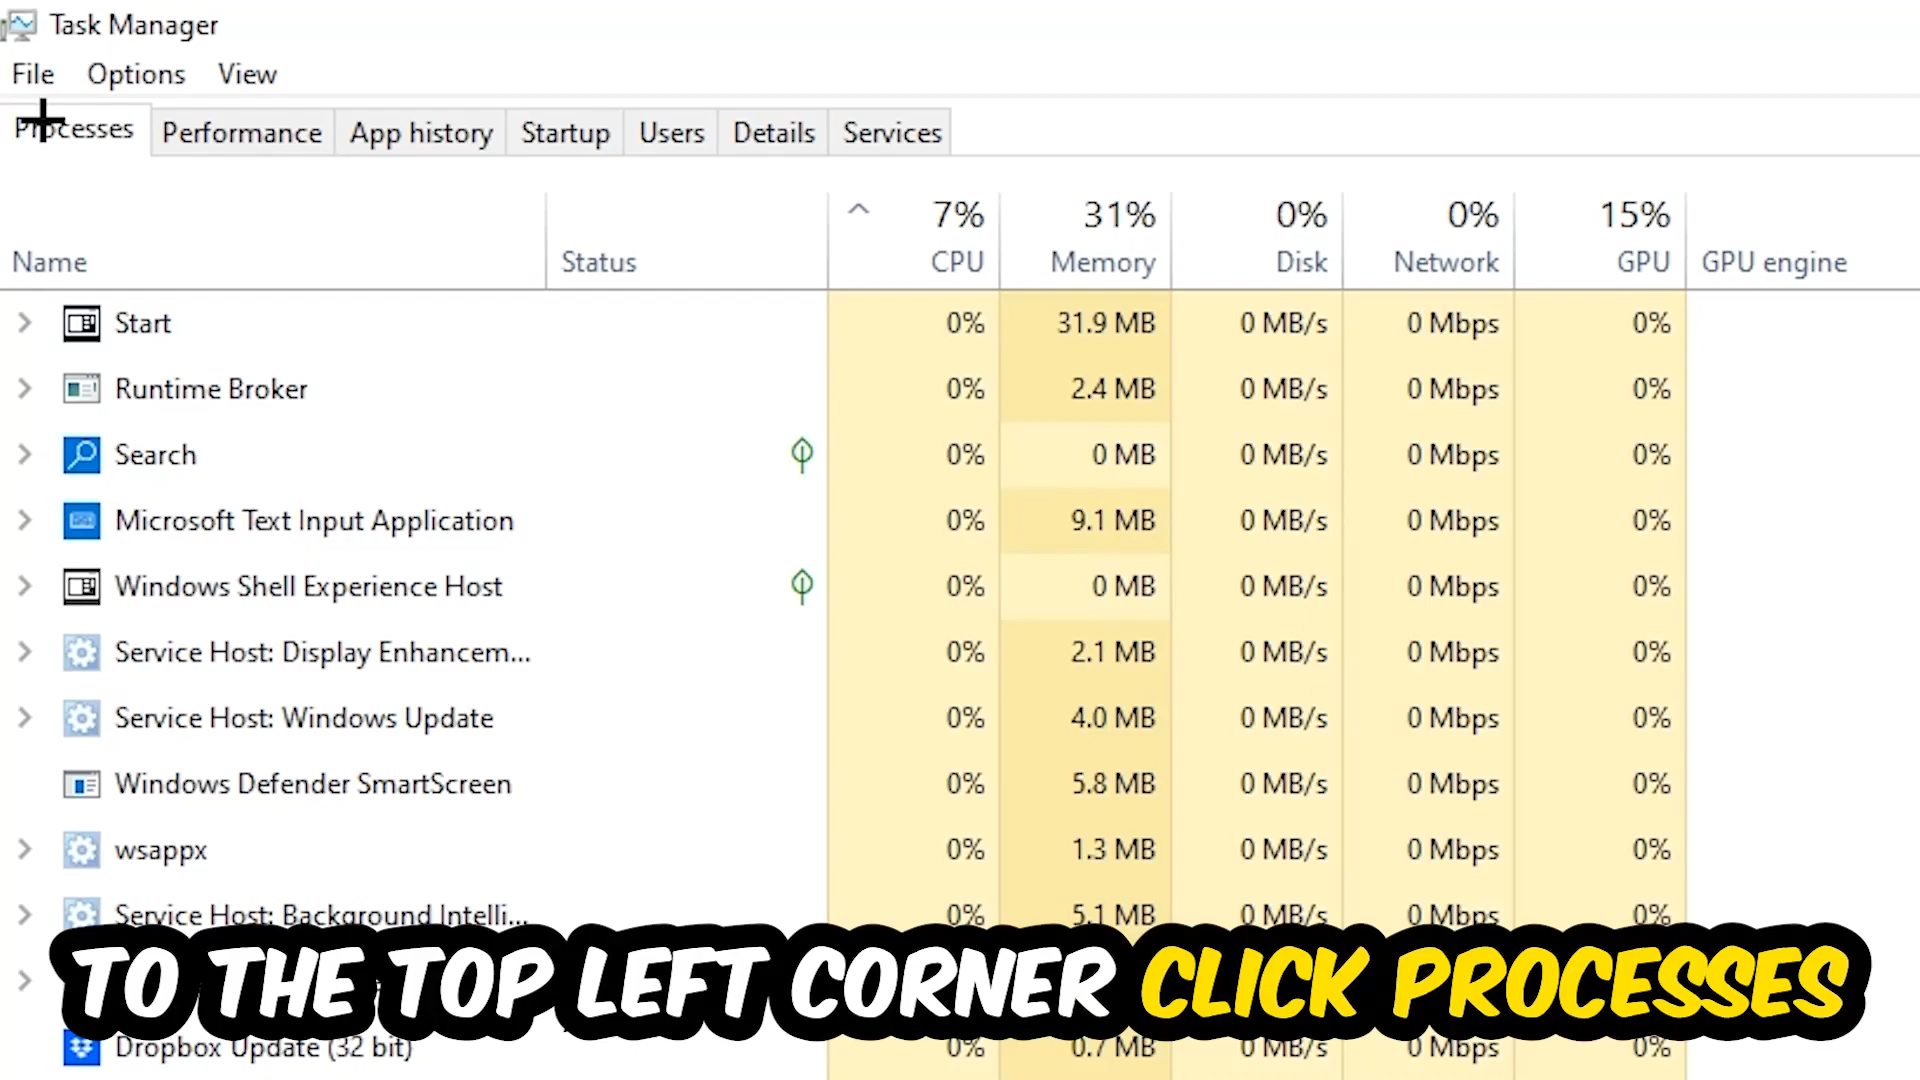 Task Manager
File Options View
Processes Performance App history Startup Users Details Services
7% 31% 0% 0% 15%
Name Status CPU Memory Disk Network GPU GPU engine
Start 0% 31.9 MB 0 MB/s 0 Mbps 0%
Runtime Broker 0% 2.4 MB 0 MB/s 0 Mbps 0%
Search 0% 0 MB 0 MB/s 0 Mbps 0%
Microsoft Text Input Application 0% 9.1 MB 0 MB/s 0 Mbps 0%
Windows Shell Experience Host 0% 0 MB 0 MB/s 0 Mbps 0%
Service Host: Display Enhancem... 0% 2.1 MB 0 MB/s 0 Mbps 0%
Service Host: Windows Update 0% 4.0 MB 0 MB/s 0 Mbps 0%
Windows Defender SmartScreen 0% 5.8 MB 0 MB/s 0 Mbps 0%
wsappx 0% 1.3 MB 0 MB/s 0 Mbps 0%
Service Host: Background Intelli... 0% 5.1 MB 0 MB/s 0 Mbps 0%
TO THE TOP LEFT CORNER CLICK PROCESSES
Dropbox Update (32 bit) 0% 0.7 MB 0 MB/s 0 Mbps 0%